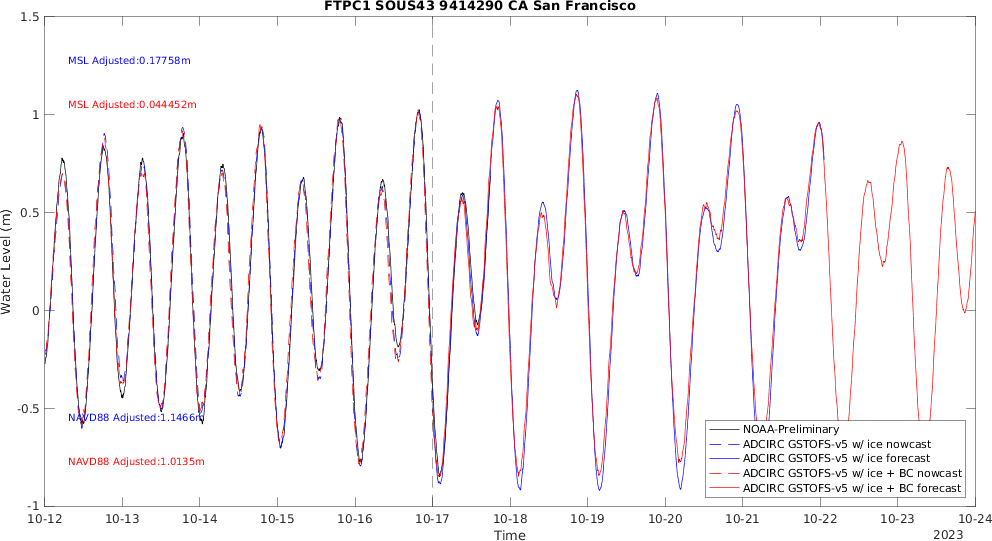 FTPC1 SOUS43 9414290 CA San Francisco
1.5
MSL Adjusted:0.17758m
MSL Adjusted:0.044452m
1
0.5
0
-0.5
-1
Water Level (m)
NAVD88 Adjusted:1.1466m
NAVD88 Adjusted:1.0135m
NOAA-Preliminary
ADCIRC GSTOFS-v5 w/ ice nowcast
ADCIRC GSTOFS-v5 w/ ice forecast
ADCIRC GSTOFS-v5 w/ ice + BC nowcast
ADCIRC GSTOFS-v5 w/ ice + BC forecast
10-12 10-13 10-14 10-15 10-16 10-17 10-18 10-19 10-20 10-21 10-22 10-23 10-24
Time
2023